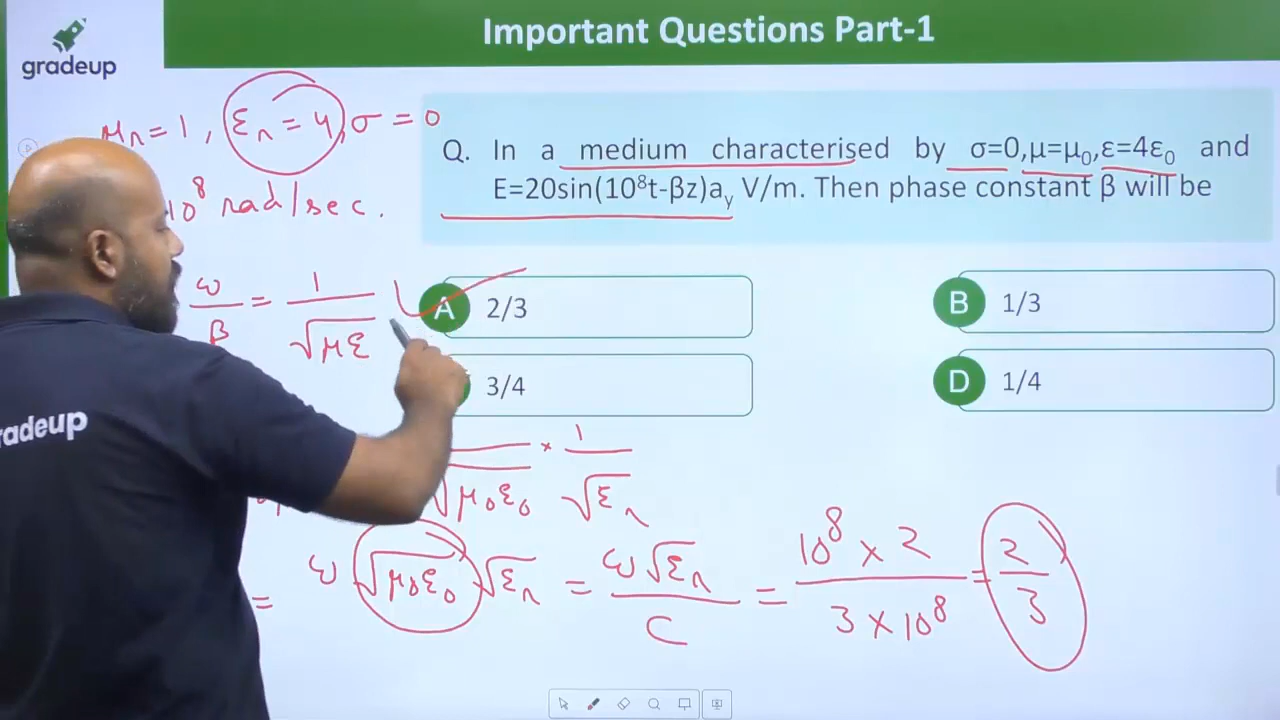 Important Questions Part-1
gradeup
μr = 1 , εr = 4 , σ = 0
10⁸ rad/sec.
Q. In a medium characterised by σ=0,μ=μ₀,ε=4ε₀ and
E=20sin(10⁸t-βz)aᵧ V/m. Then phase constant β will be
ω/β = 1/√με
A 2/3
B 1/3
3/4
D 1/4
× 1/√εr
√μ₀ε₀
= ω √μ₀ε₀ √εr = ω√εr / C = 10⁸ × 2 / 3 × 10⁸ = 2/3
radeup